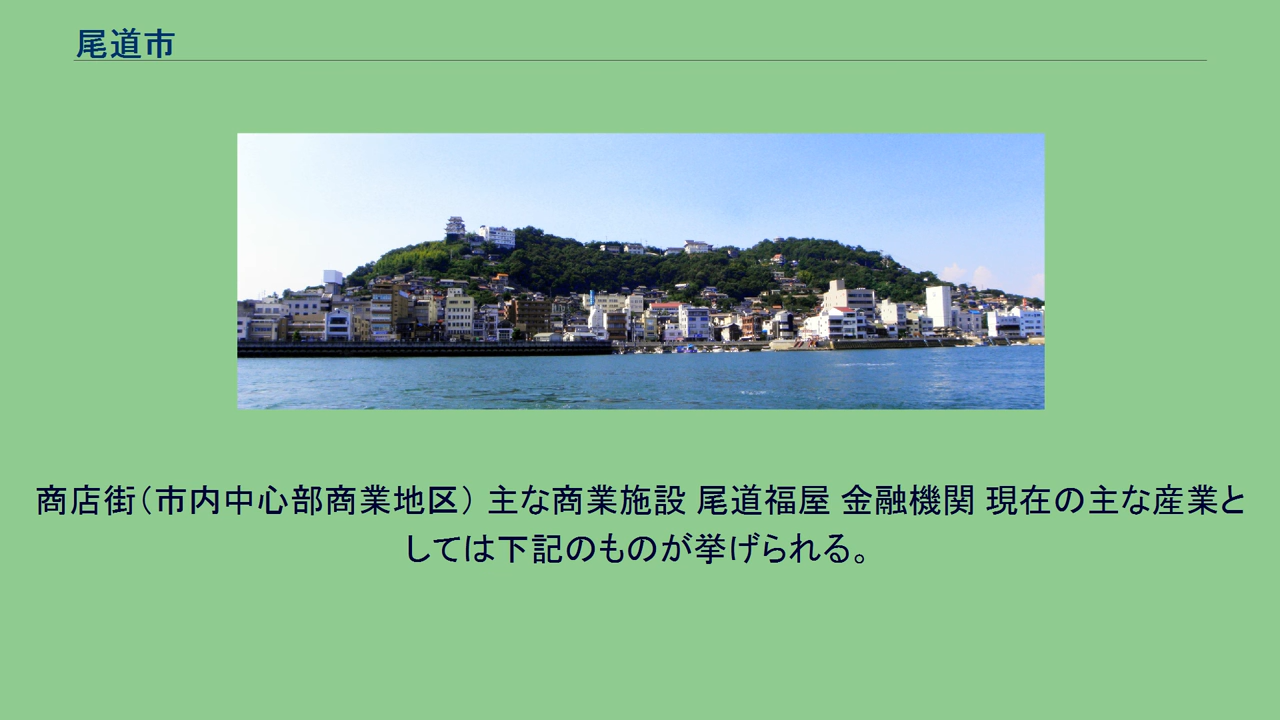 尾道市
商店街（市内中心部商業地区） 主な商業施設 尾道福屋 金融機関 現在の主な産業と
しては下記のものが挙げられる。